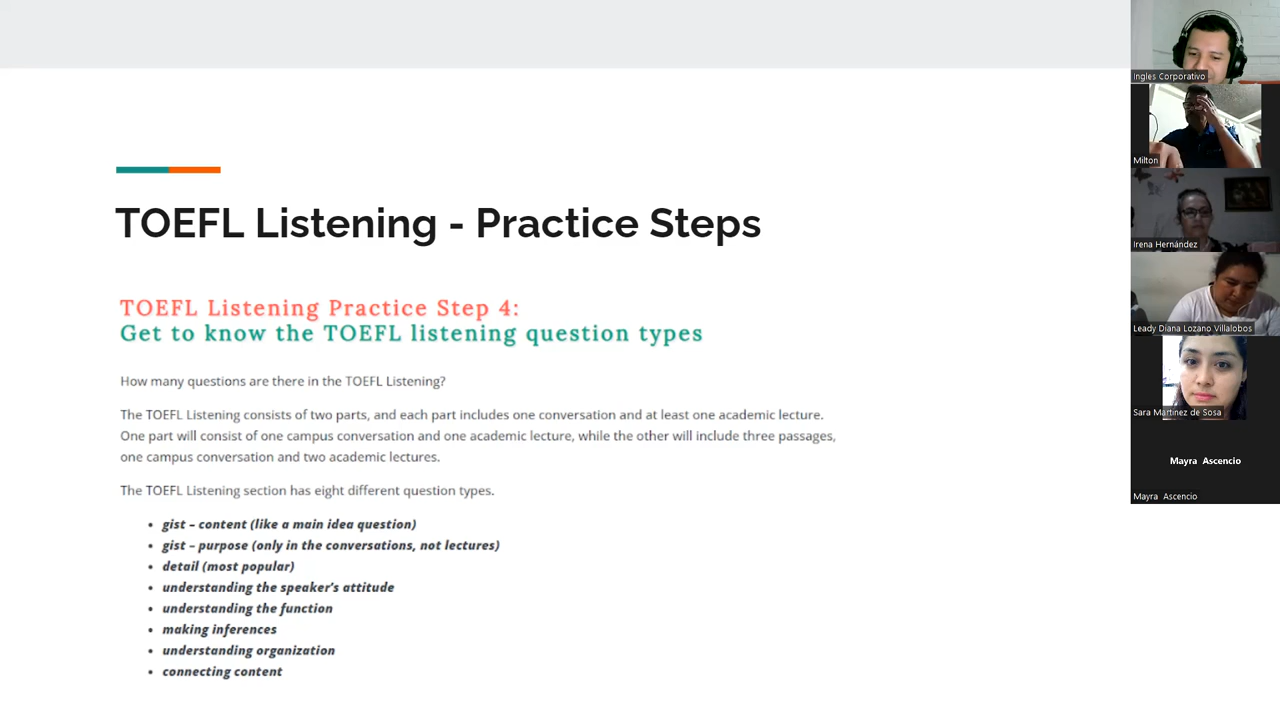 TOEFL Listening - Practice Steps
TOEFL Listening Practice Step 4:
Get to know the TOEFL listening question types
How many questions are there in the TOEFL Listening?
The TOEFL Listening consists of two parts, and each part includes one conversation and at least one academic lecture.
One part will consist of one campus conversation and one academic lecture, while the other will include three passages,
one campus conversation and two academic lectures.
The TOEFL Listening section has eight different question types.
• gist – content (like a main idea question)
• gist – purpose (only in the conversations, not lectures)
• detail (most popular)
• understanding the speaker's attitude
• understanding the function
• making inferences
• understanding organization
• connecting content
Ingles Corporativo
Milton
Irena Hernández
Leady Diana Lozano Villalobos
Sara Martinez de Sosa
Mayra Ascencio
Mayra Ascencio